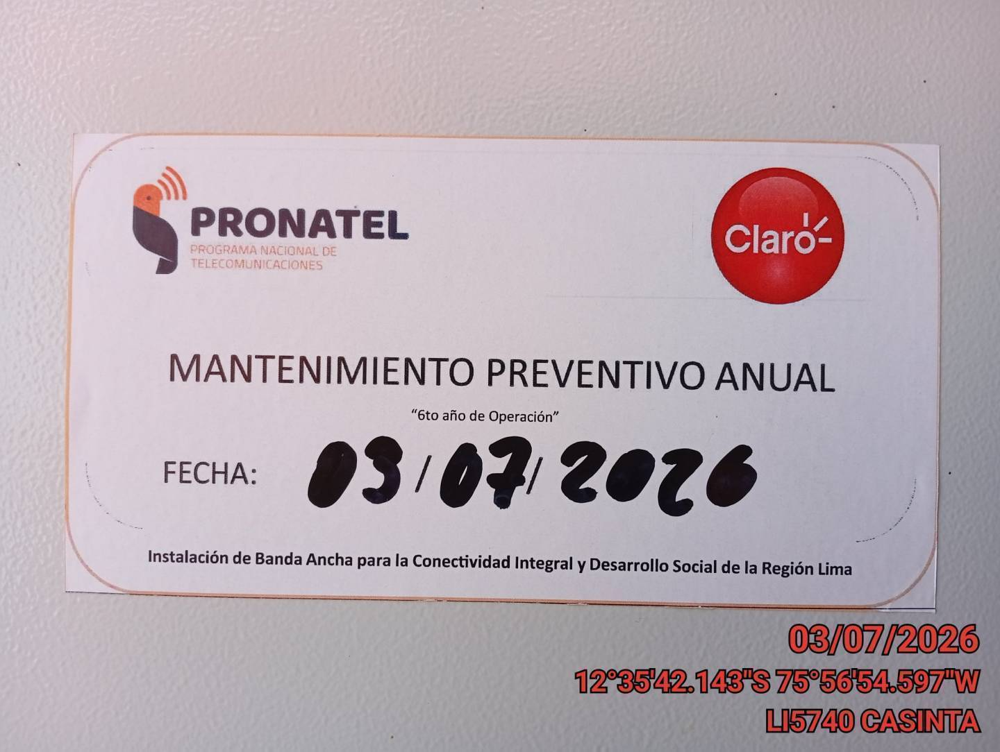 PRONATEL
PROGRAMA NACIONAL DE
TELECOMUNICACIONES
Claro
MANTENIMIENTO PREVENTIVO ANUAL
“6to año de Operación”
FECHA: 03/07/2026
Instalación de Banda Ancha para la Conectividad Integral y Desarrollo Social de la Región Lima
03/07/2026
12°35'42.143"S 75°56'54.597"W
LI5740 CASINTA